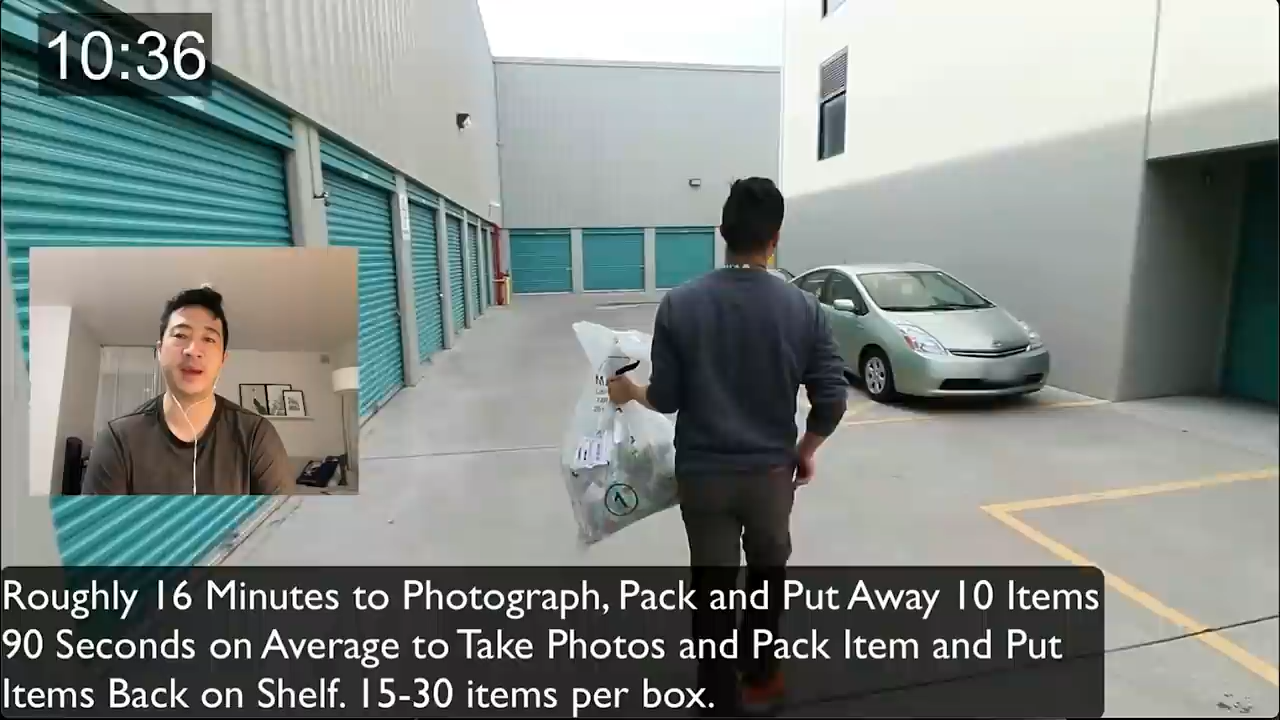 10:36
Roughly 16 Minutes to Photograph, Pack and Put Away 10 Items
90 Seconds on Average to Take Photos and Pack Item and Put
Items Back on Shelf. 15-30 items per box.